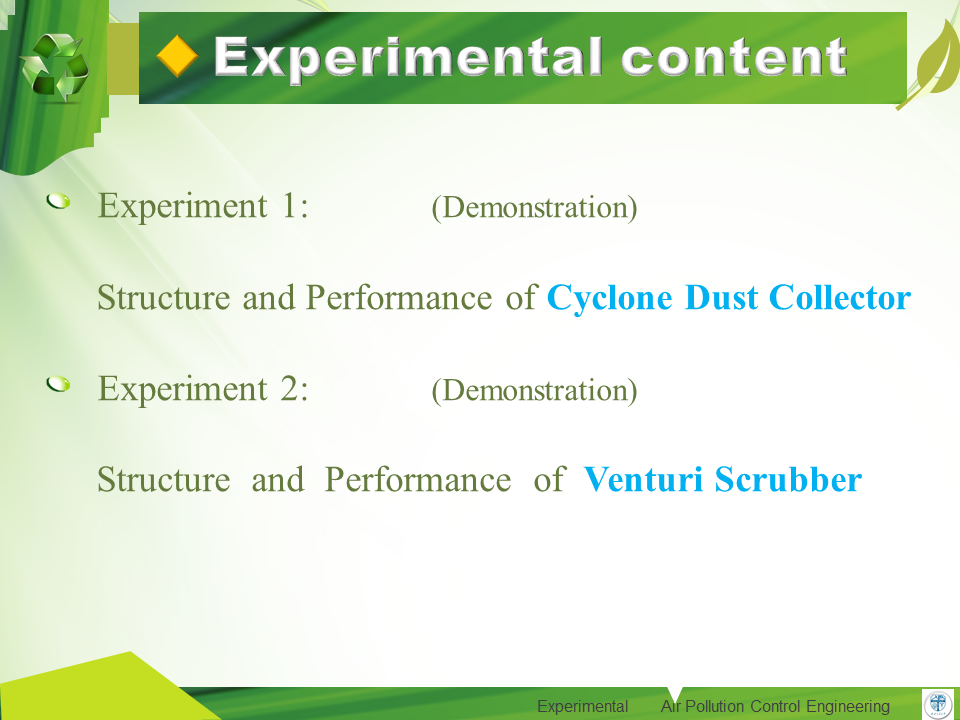 Experimental content
Experiment 1: (Demonstration)
Structure and Performance of Cyclone Dust Collector
Experiment 2: (Demonstration)
Structure and Performance of Venturi Scrubber
Experimental Air Pollution Control Engineering